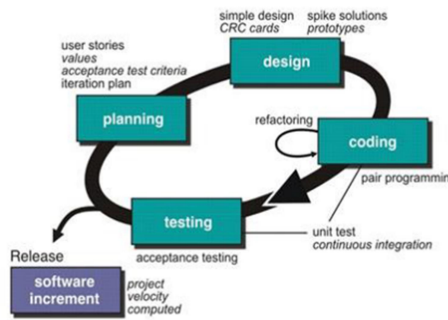 simple design
CRC cards
spike solutions
prototypes
user stories
values
acceptance test criteria
iteration plan
design
planning
refactoring
coding
pair programmin
testing
unit test
continuous integration
acceptance testing
Release
software
increment
project
velocity
computed